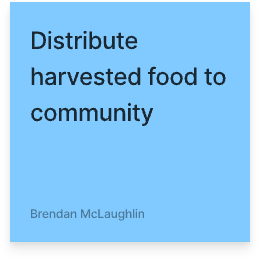 Distribute
harvested food to
community
Brendan McLaughlin